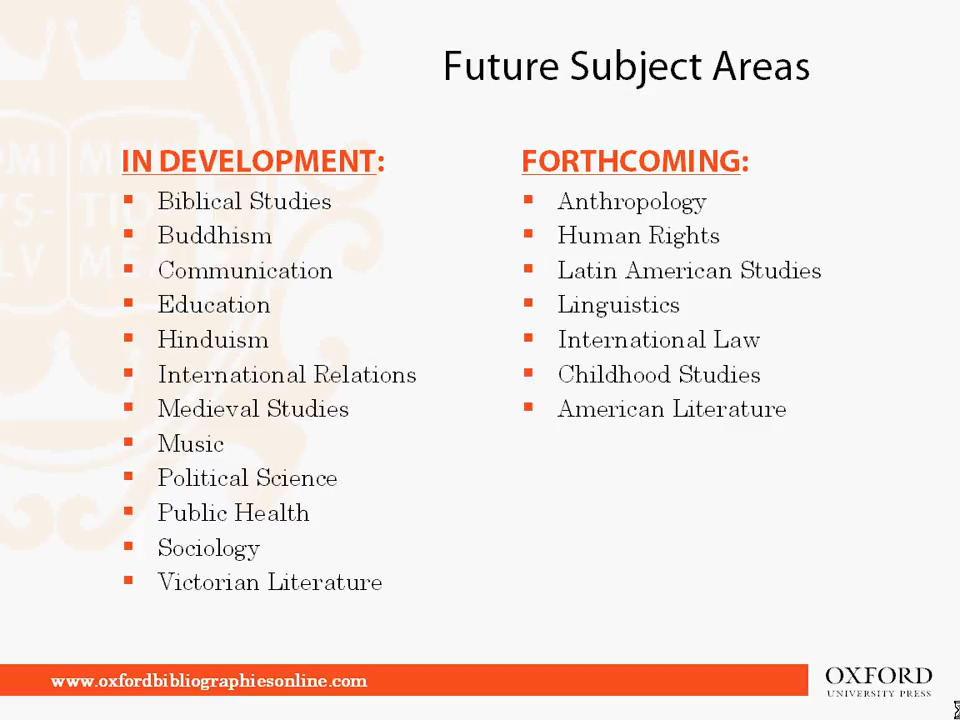 Future Subject Areas
IN DEVELOPMENT:
Biblical Studies
Buddhism
Communication
Education
Hinduism
International Relations
Medieval Studies
Music
Political Science
Public Health
Sociology
Victorian Literature
FORTHCOMING:
Anthropology
Human Rights
Latin American Studies
Linguistics
International Law
Childhood Studies
American Literature
www.oxfordbibliographiesonline.com
OXFORD
UNIVERSITY PRESS